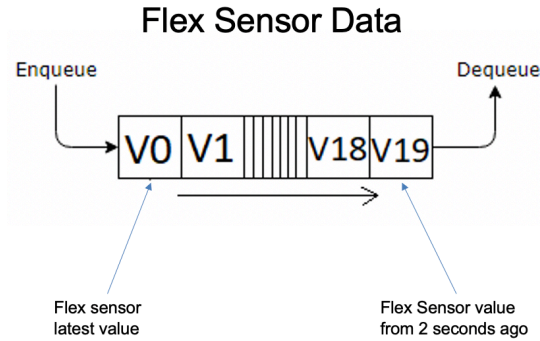 Flex Sensor Data
Enqueue
Dequeue
V0 V1 V18 V19
Flex sensor
latest value
Flex Sensor value
from 2 seconds ago